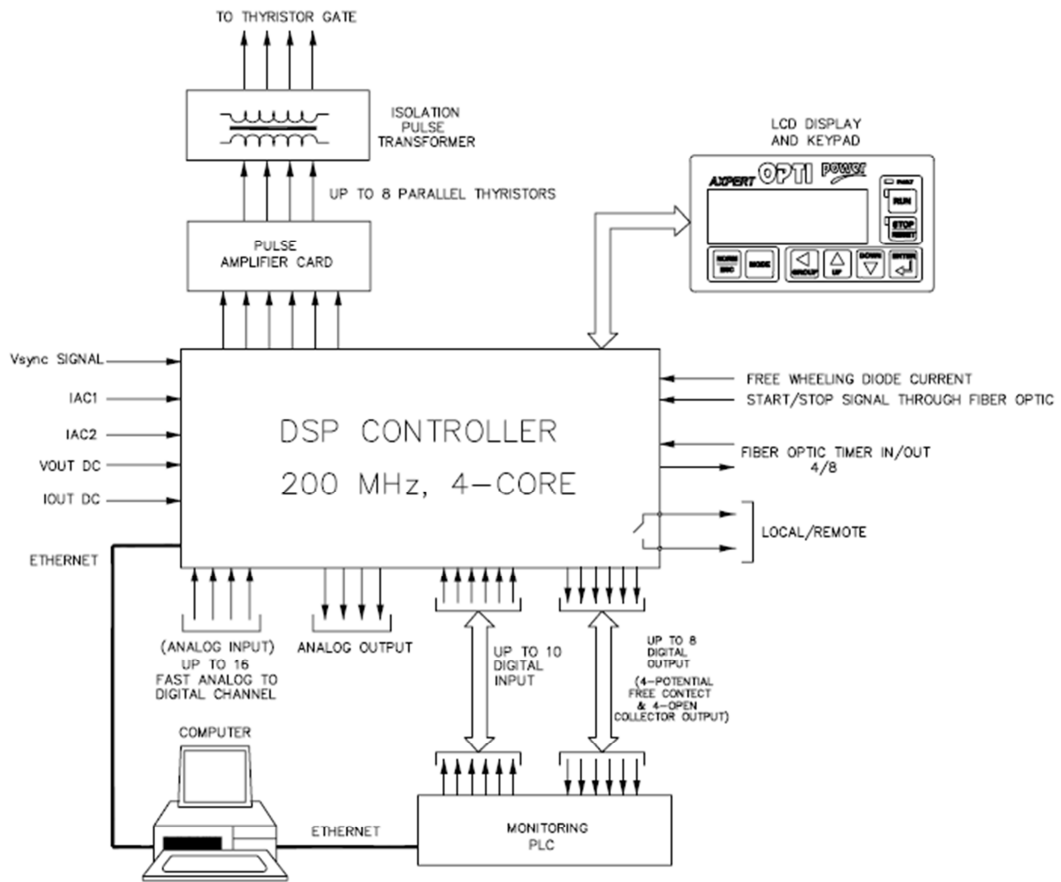 TO THYRISTOR GATE
ISOLATION
PULSE
TRANSFORMER
UP TO 8 PARALLEL THYRISTORS
PULSE
AMPLIFIER CARD
LCD DISPLAY
AND KEYPAD
AXPERT OPTI power
FAULT
RUN
STOP
RESET
NORM
ESC
MODE
GROUP
UP
DOWN
ENTER
Vsync SIGNAL
IAC1
IAC2
VOUT DC
IOUT DC
ETHERNET
DSP CONTROLLER
200 MHz, 4-CORE
FREE WHEELING DIODE CURRENT
START/STOP SIGNAL THROUGH FIBER OPTIC
FIBER OPTIC TIMER IN/OUT
4/8
LOCAL/REMOTE
(ANALOG INPUT)
UP TO 16
FAST ANALOG TO
DIGITAL CHANNEL
ANALOG OUTPUT
UP TO 10
DIGITAL
INPUT
UP TO 8
DIGITAL
OUTPUT
(4-POTENTIAL
FREE CONTECT
& 4-OPEN
COLLECTOR OUTPUT)
COMPUTER
ETHERNET
MONITORING
PLC